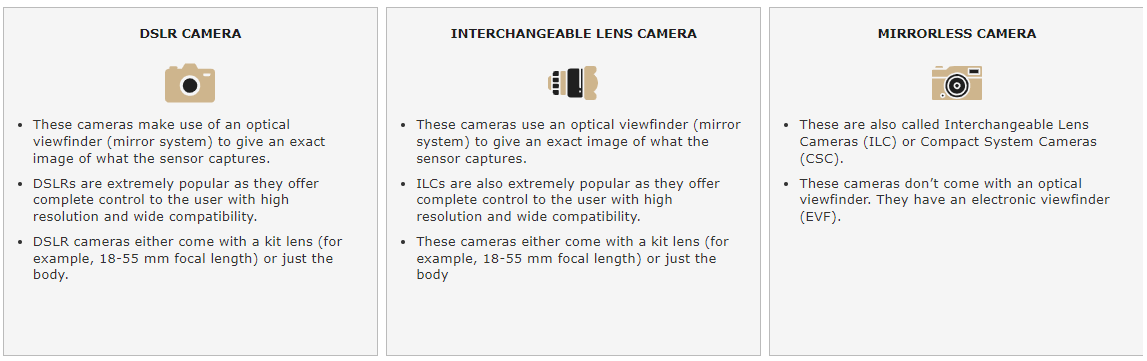 DSLR CAMERA
• These cameras make use of an optical
viewfinder (mirror system) to give an exact
image of what the sensor captures.
• DSLRs are extremely popular as they offer
complete control to the user with high
resolution and wide compatibility.
• DSLR cameras either come with a kit lens (for
example, 18-55 mm focal length) or just the
body.
INTERCHANGEABLE LENS CAMERA
• These cameras use an optical viewfinder (mirror
system) to give an exact image of what the
sensor captures.
• ILCs are also extremely popular as they offer
complete control to the user with high
resolution and wide compatibility.
• These cameras either come with a kit lens (for
example, 18-55 mm focal length) or just the
body
MIRRORLESS CAMERA
• These are also called Interchangeable Lens
Cameras (ILC) or Compact System Cameras
(CSC).
• These cameras don’t come with an optical
viewfinder. They have an electronic viewfinder
(EVF).